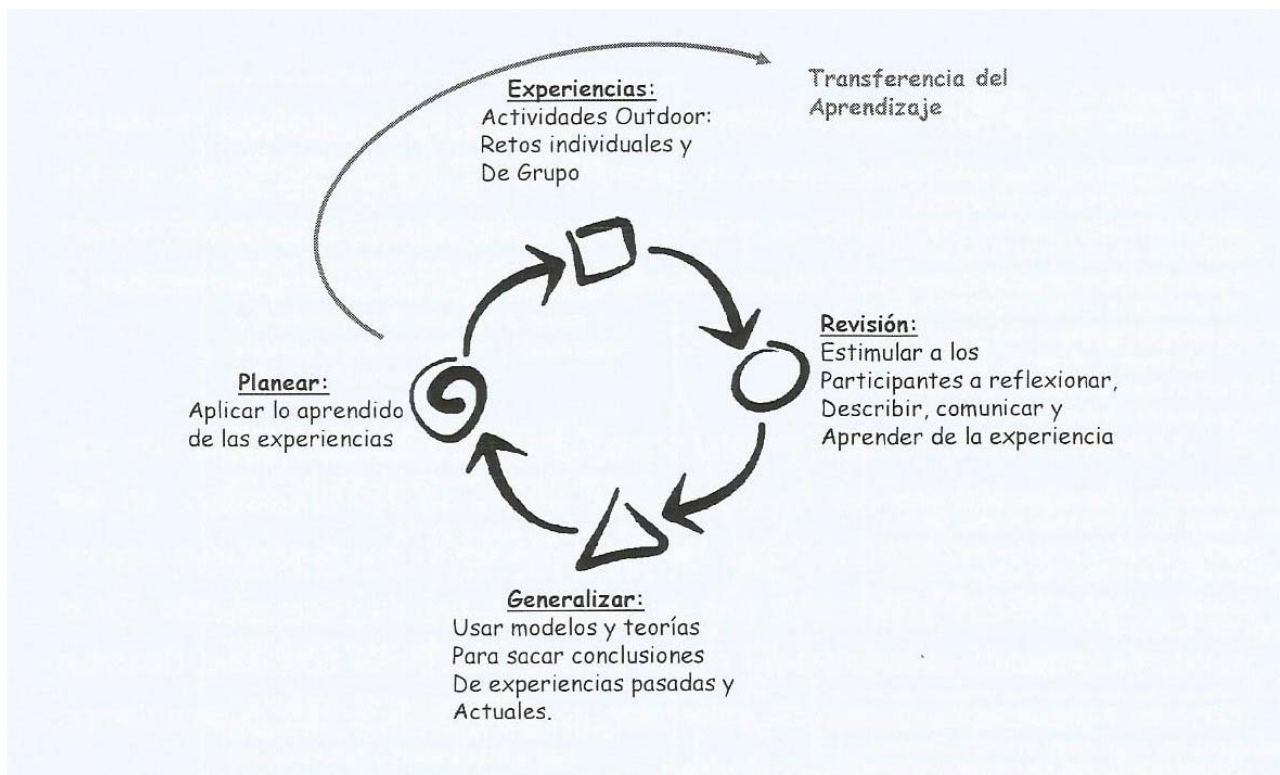 Transferencia del
Aprendizaje
Experiencias:
Actividades Outdoor:
Retos individuales y
De Grupo
Revisión:
Estimular a los
Participantes a reflexionar,
Describir, comunicar y
Aprender de la experiencia
Planear:
Aplicar lo aprendido
de las experiencias
Generalizar:
Usar modelos y teorías
Para sacar conclusiones
De experiencias pasadas y
Actuales.